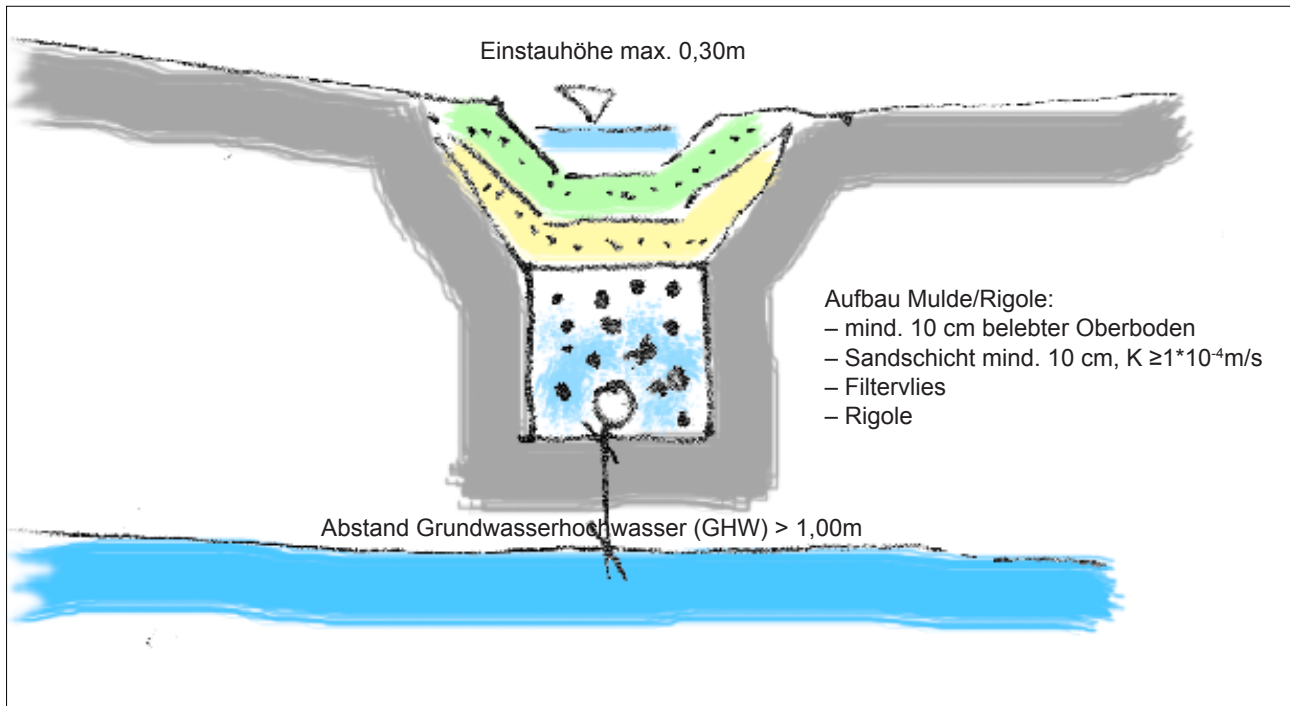 Einstauhöhe max. 0,30m
Aufbau Mulde/Rigole:
– mind. 10 cm belebter Oberboden
– Sandschicht mind. 10 cm, K ≥1*10⁻⁴m/s
– Filtervlies
– Rigole
Abstand Grundwasserhochwasser (GHW) > 1,00m